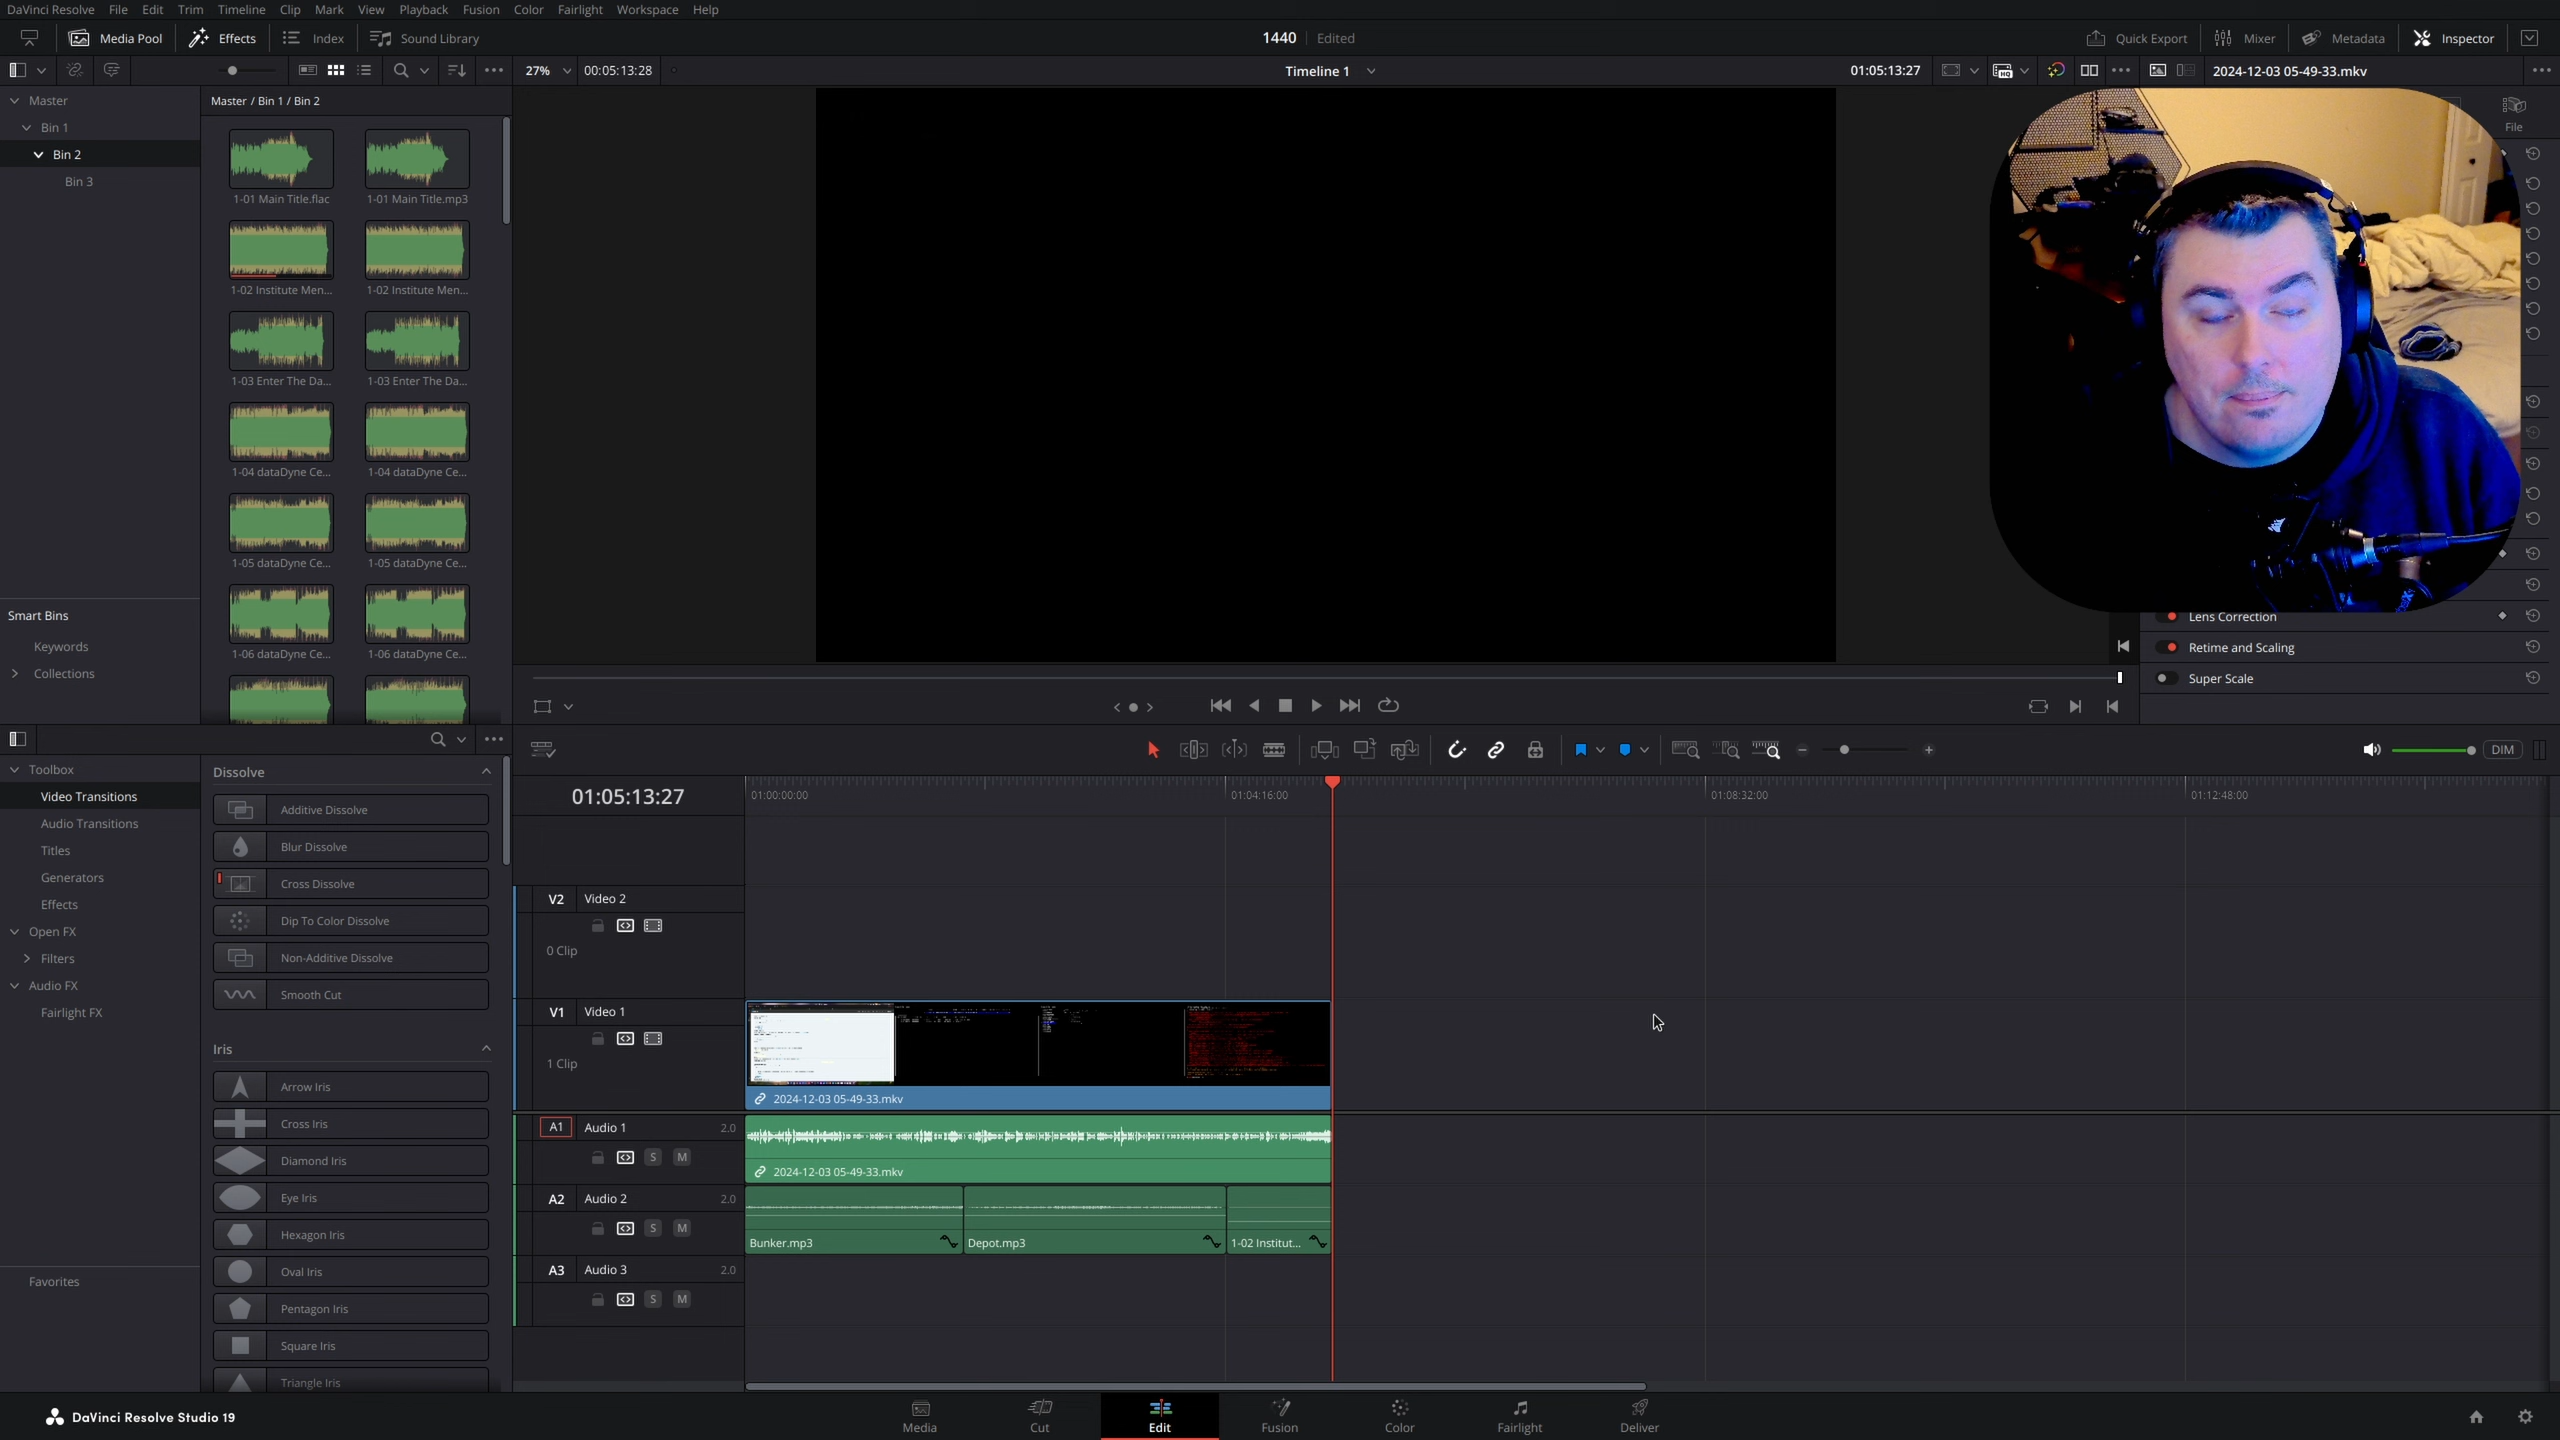 DaVinci Resolve File Edit Trim Timeline Clip Mark View Playback Fusion Color Fairlight Workspace Help
Media Pool Effects Index Sound Library 1440 Edited Quick Export Mixer Metadata Inspector
27% 00:05:13:28 Timeline 1 01:05:13:27 2024-12-03 05-49-33.mkv
Master
Bin 1
Bin 2
Bin 3
Master / Bin 1 / Bin 2
1-01 Main Title.flac 1-01 Main Title.mp3
1-02 Institute Men... 1-02 Institute Men...
1-03 Enter The Da... 1-03 Enter The Da...
1-04 dataDyne Ce... 1-04 dataDyne Ce...
1-05 dataDyne Ce... 1-05 dataDyne Ce...
1-06 dataDyne Ce... 1-06 dataDyne Ce...
File
Smart Bins
Keywords
Collections
Lens Correction
Retime and Scaling
Super Scale
DIM
Toolbox
Video Transitions
Audio Transitions
Titles
Generators
Effects
Open FX
Filters
Audio FX
Fairlight FX
Favorites
Dissolve
Additive Dissolve
Blur Dissolve
Cross Dissolve
Dip To Color Dissolve
Non-Additive Dissolve
Smooth Cut
Iris
Arrow Iris
Cross Iris
Diamond Iris
Eye Iris
Hexagon Iris
Oval Iris
Pentagon Iris
Square Iris
Triangle Iris
01:05:13:27 01:00:00:00 01:04:16:00 01:08:32:00 01:12:48:00
V2 Video 2
0 Clip
V1 Video 1
1 Clip
2024-12-03 05-49-33.mkv
A1 Audio 1 2.0
S M
2024-12-03 05-49-33.mkv
A2 Audio 2 2.0
S M
Bunker.mp3 Depot.mp3 1-02 Institut...
A3 Audio 3 2.0
S M
DaVinci Resolve Studio 19
Media Cut Edit Fusion Color Fairlight Deliver